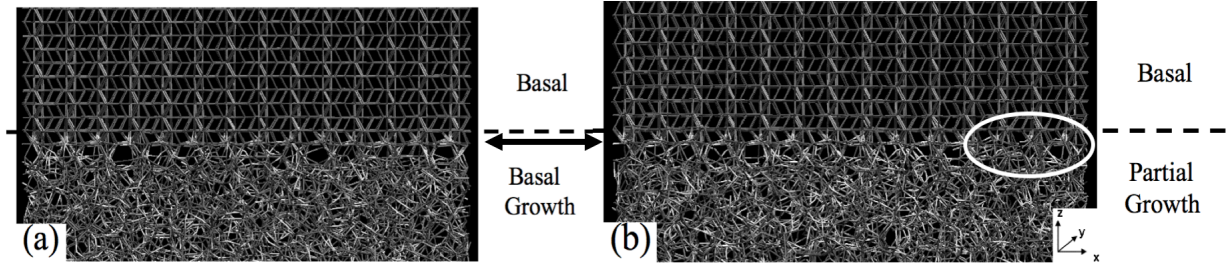 Basal
Basal
Growth
(a)
Basal
Partial
Growth
(b)
z
y
x